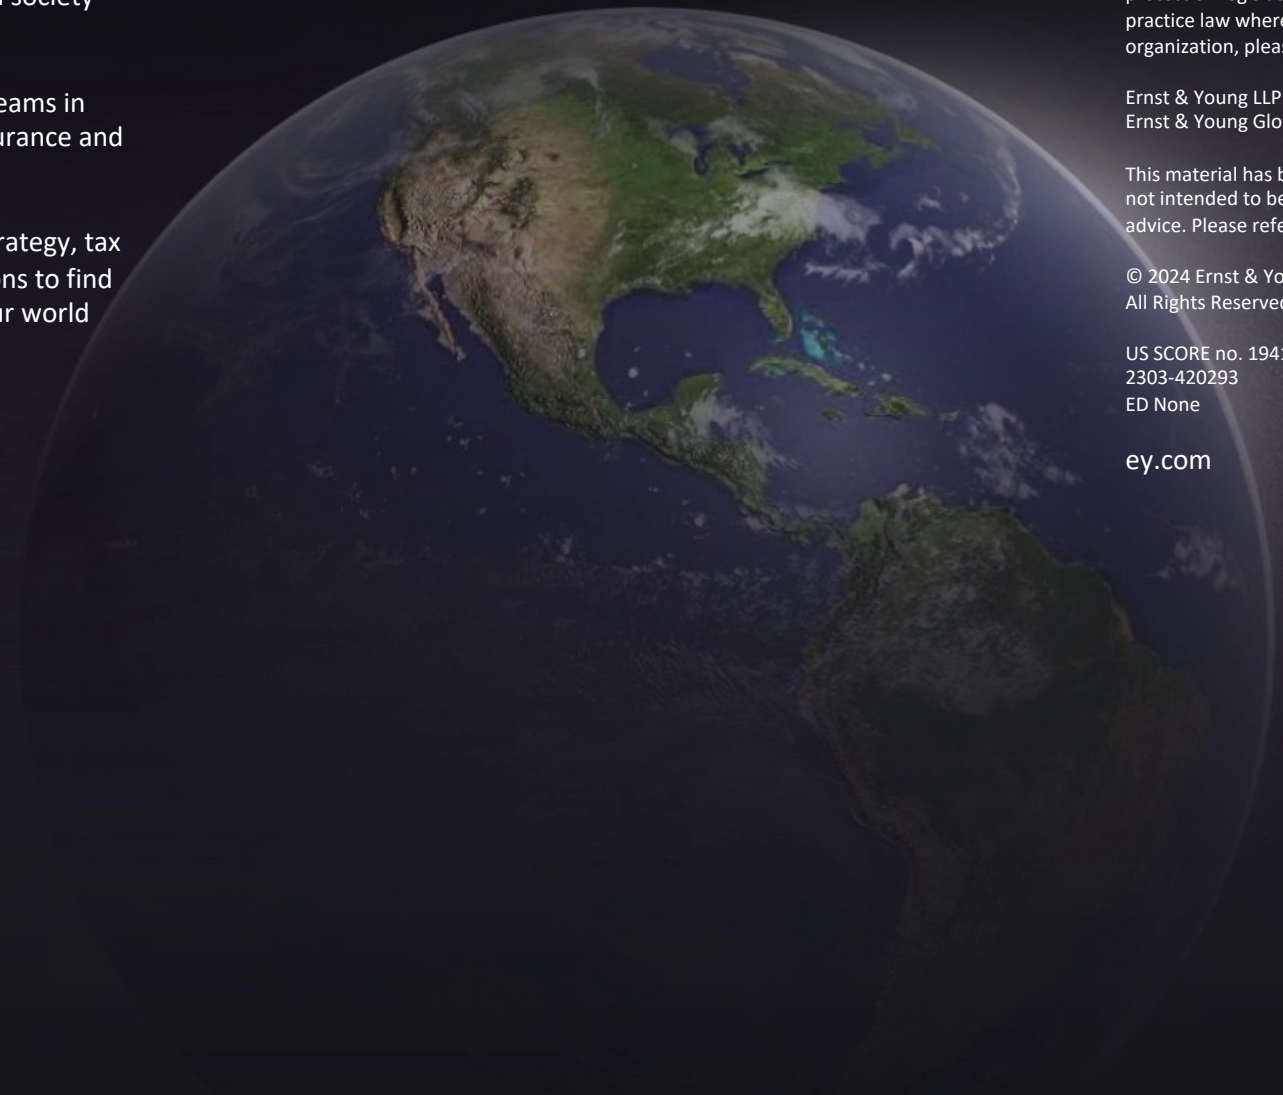 society
eams in
urance and
rategy, tax
ns to find
ur world
practice law where
organization, pleas
Ernst & Young LLP
Ernst & Young Glo
This material has b
not intended to be
advice. Please refe
© 2024 Ernst & Yo
All Rights Reserved
US SCORE no. 1941
2303-420293
ED None
ey.com